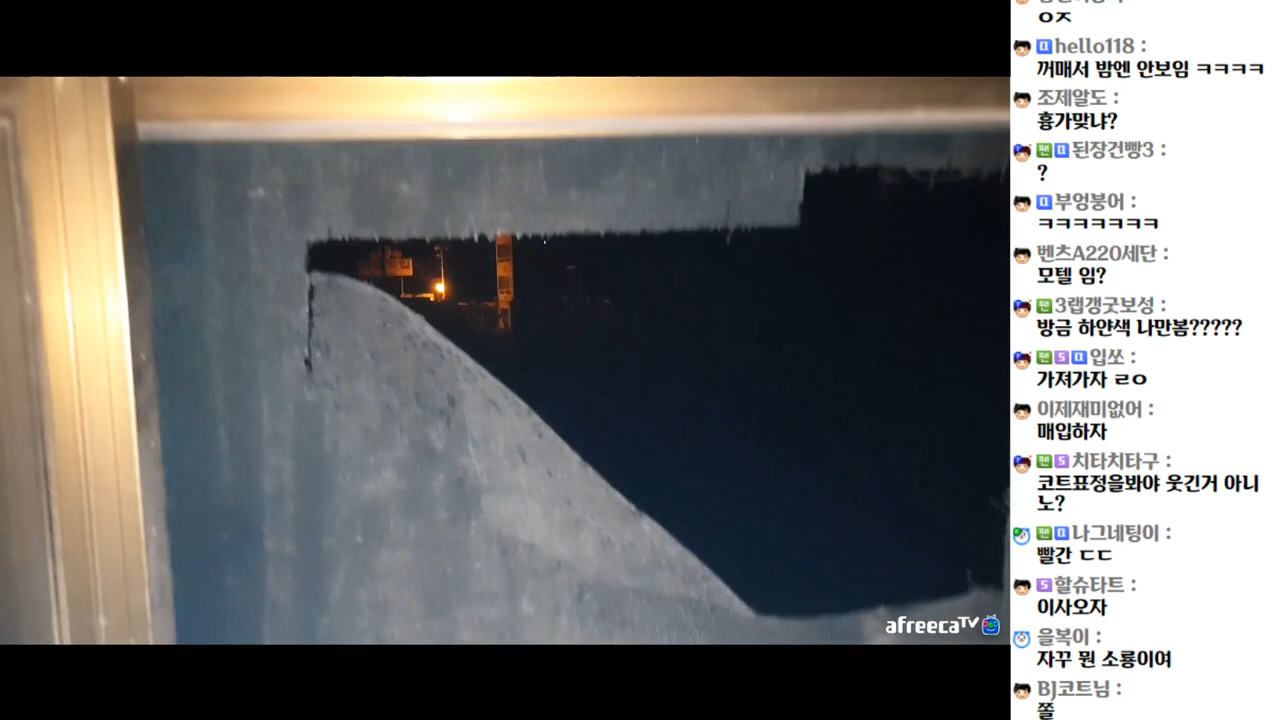 ㅇㅈ
hello118 :
꺼매서 밤엔 안보임 ㅋㅋㅋㅋ
조제알도 :
흉가맞냐?
팬 된장건빵3 :
?
부엉붕어 :
ㅋㅋㅋㅋㅋㅋㅋ
벤츠A220세단 :
모텔 임?
팬 3랩갱굿보성 :
방금 하얀색 나만봄?????
팬 S 입쏘 :
가져가자 ㄹㅇ
이제재미없어 :
매입하자
팬 S 치타치타구 :
코트표정을봐야 웃긴거 아니
노?
팬 나그네팅이 :
빨간 ㄷㄷ
S 할슈타트 :
이사오자
을복이 :
자꾸 뭔 소룡이여
afreecaTV
BJ코트님 :
쫄